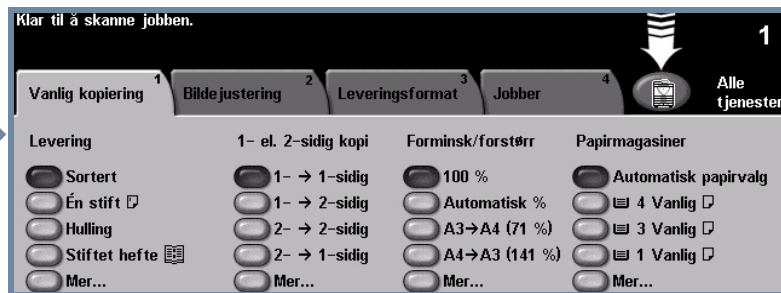 Klar til å skanne jobben.
1
Vanlig kopiering 1
Bildejustering 2
Leveringsformat 3
Jobber 4
Alle
tjenester
Levering
Sortert
Én stift
Hulling
Stiftet hefte
Mer...
1- el. 2-sidig kopi
1- → 1-sidig
1- → 2-sidig
2- → 2-sidig
2- → 1-sidig
Mer...
Forminsk/forstørr
100 %
Automatisk %
A3→A4 (71 %)
A4→A3 (141 %)
Mer...
Papirmagasiner
Automatisk papirvalg
4 Vanlig
3 Vanlig
1 Vanlig
Mer...